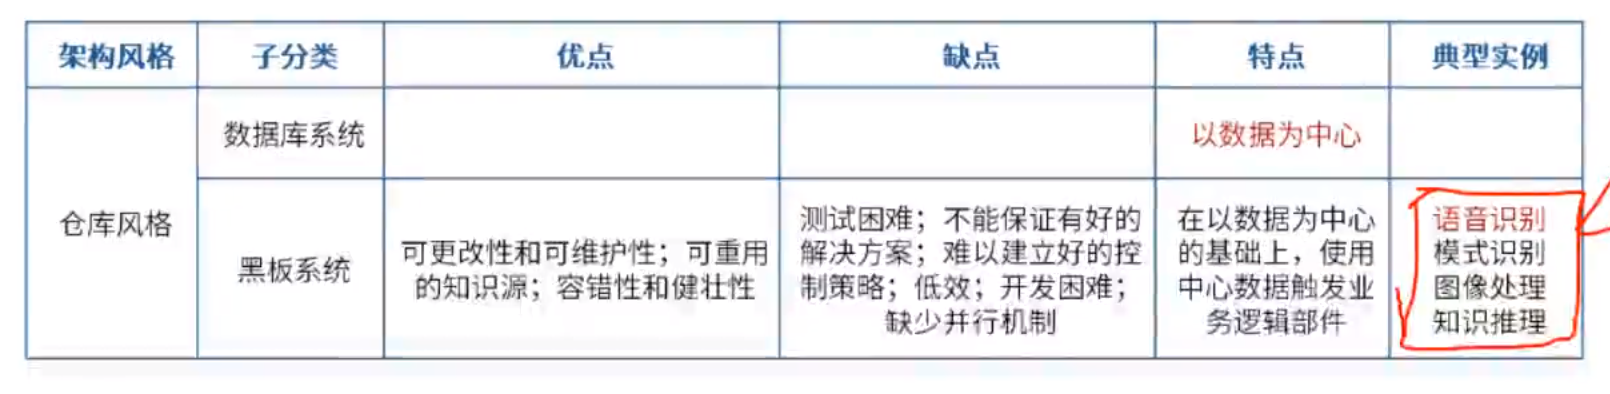 架构风格 子分类 优点 缺点 特点 典型实例
仓库风格
数据库系统
以数据为中心
黑板系统
可更改性和可维护性；可重用
的知识源；容错性和健壮性
测试困难；不能保证有好的
解决方案；难以建立好的控
制策略；低效；开发困难；
缺少并行机制
在以数据为中心
的基础上，使用
中心数据触发业
务逻辑部件
语音识别
模式识别
图像处理
知识推理